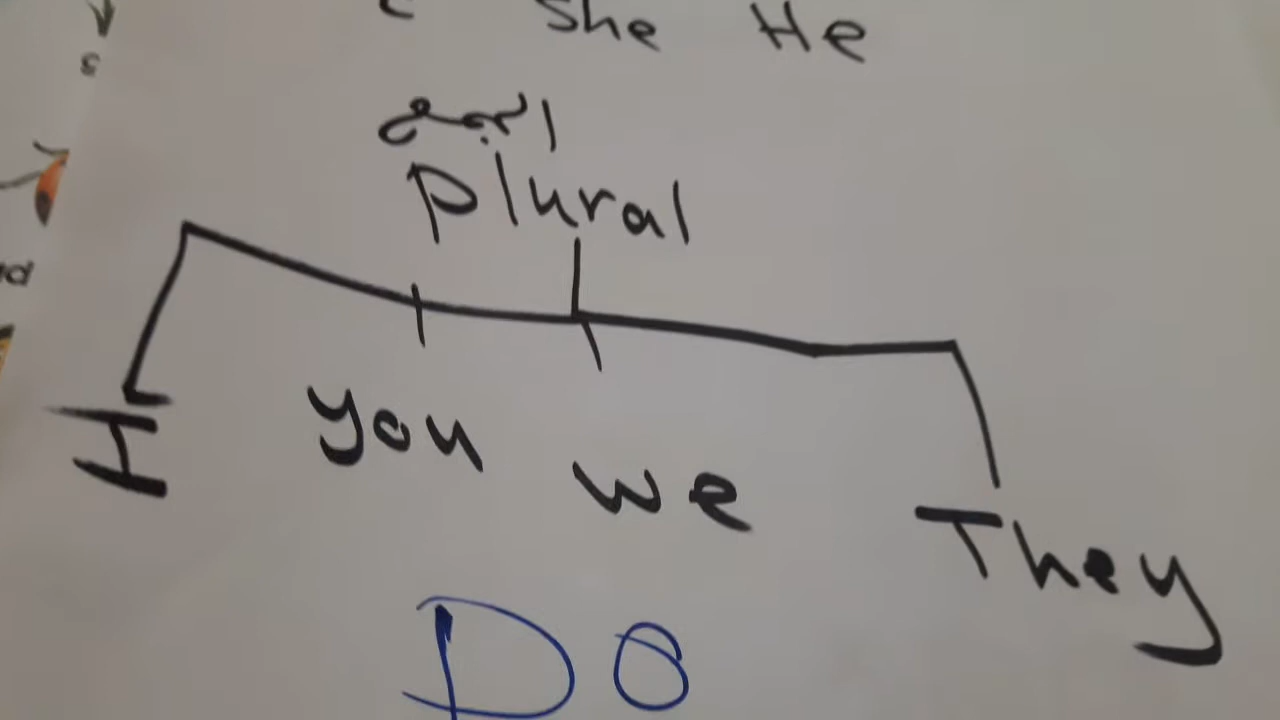 She He
الجمع
plural
I you we They
DO